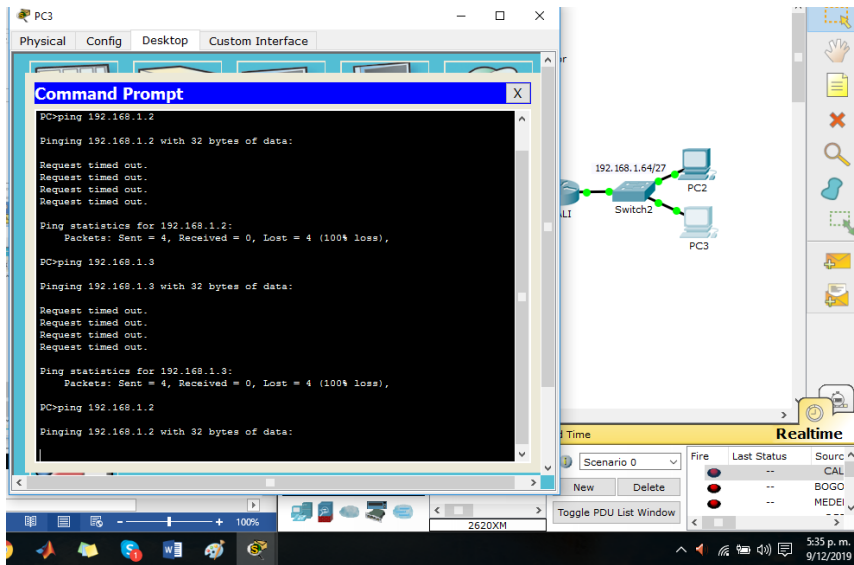 PC3
Physical Config Desktop Custom Interface
Command Prompt
X
PC>ping 192.168.1.2
Pinging 192.168.1.2 with 32 bytes of data:
Request timed out.
Request timed out.
Request timed out.
Request timed out.
Ping statistics for 192.168.1.2:
Packets: Sent = 4, Received = 0, Lost = 4 (100% loss),
PC>ping 192.168.1.3
Pinging 192.168.1.3 with 32 bytes of data:
Request timed out.
Request timed out.
Request timed out.
Request timed out.
Ping statistics for 192.168.1.3:
Packets: Sent = 4, Received = 0, Lost = 4 (100% loss),
PC>ping 192.168.1.2
Pinging 192.168.1.2 with 32 bytes of data:
or
192.168.1.64/27
PC2
LI
Switch2
PC3
Time
Realtime
Scenario 0
Fire Last Status Sourc
-- CAL
New Delete
-- BOGO
-- MEDE
Toggle PDU List Window
100%
2620XM
5:35 p. m.
9/12/2019